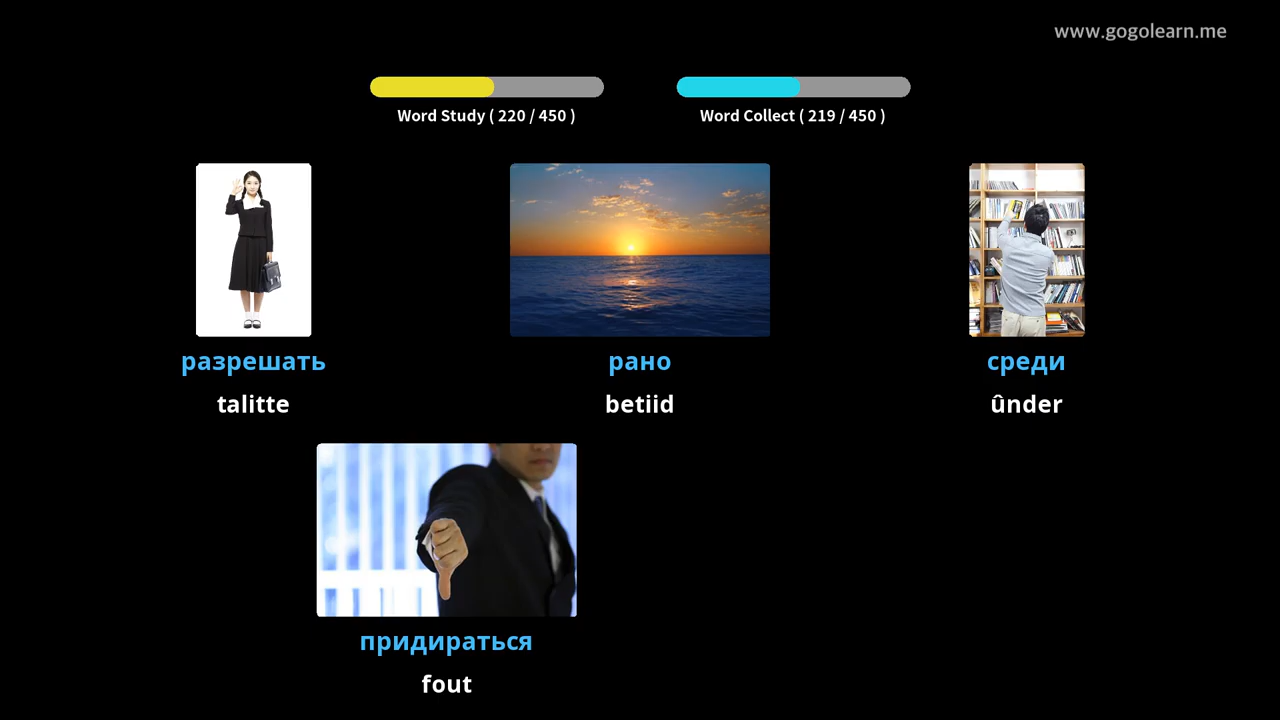 www.gogolearn.me
Word Study ( 220 / 450 )
Word Collect ( 219 / 450 )
разрешать
talitte
рано
betiid
среди
ûnder
придираться
fout